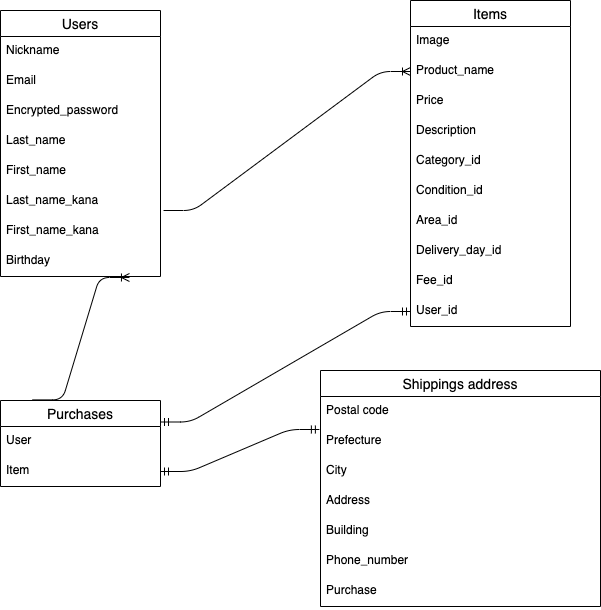 Users
Nickname
Email
Encrypted_password
Last_name
First_name
Last_name_kana
First_name_kana
Birthday
Items
Image
Product_name
Price
Description
Category_id
Condition_id
Area_id
Delivery_day_id
Fee_id
User_id
Purchases
User
Item
Shippings address
Postal code
Prefecture
City
Address
Building
Phone_number
Purchase